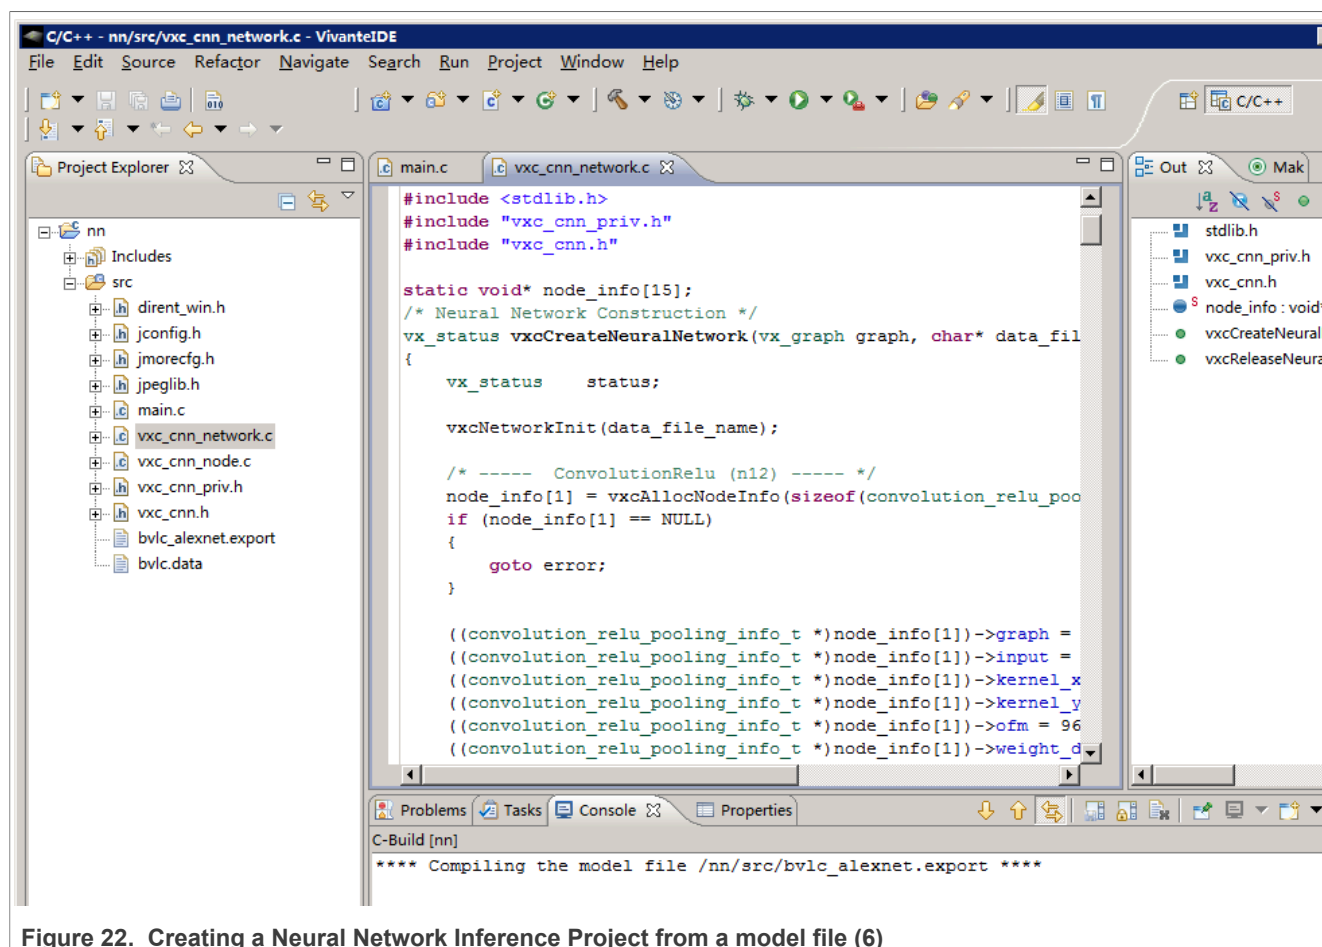 C/C++ - nn/src/vxc_cnn_network.c - VivanteIDE
File Edit Source Refactor Navigate Search Run Project Window Help
C/C++
Project Explorer
main.c
vxc_cnn_network.c
Out
Mak
nn
Includes
src
dirent_win.h
jconfig.h
jmorecfg.h
jpeglib.h
main.c
vxc_cnn_network.c
vxc_cnn_node.c
vxc_cnn_priv.h
vxc_cnn.h
bvlc_alexnet.export
bvlc.data
#include <stdlib.h>
#include "vxc_cnn_priv.h"
#include "vxc_cnn.h"
static void* node_info[15];
/* Neural Network Construction */
vx_status vxcCreateNeuralNetwork(vx_graph graph, char* data_fil
{
vx_status    status;
vxcNetworkInit(data_file_name);
/* -----  ConvolutionRelu (n12) ----- */
node_info[1] = vxcAllocNodeInfo(sizeof(convolution_relu_poo
if (node_info[1] == NULL)
{
goto error;
}
((convolution_relu_pooling_info_t *)node_info[1])->graph =
((convolution_relu_pooling_info_t *)node_info[1])->input =
((convolution_relu_pooling_info_t *)node_info[1])->kernel_x
((convolution_relu_pooling_info_t *)node_info[1])->kernel_y
((convolution_relu_pooling_info_t *)node_info[1])->ofm = 96
((convolution_relu_pooling_info_t *)node_info[1])->weight_d
stdlib.h
vxc_cnn_priv.h
vxc_cnn.h
node_info : void*
vxcCreateNeural
vxcReleaseNeura
Problems Tasks Console Properties
C-Build [nn]
**** Compiling the model file /nn/src/bvlc_alexnet.export ****
Figure 22. Creating a Neural Network Inference Project from a model file (6)